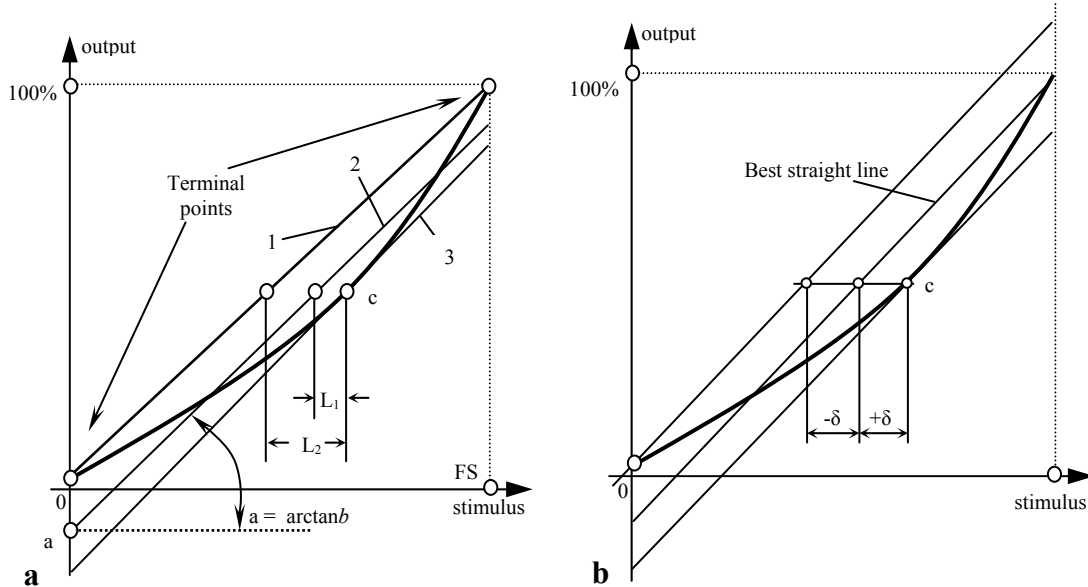 output
100%
2
Terminal
points
1
3
c
L₁
L₂
FS
0
stimulus
a = arctanb
a
a
output
100%
Best straight line
c
-δ
+δ
0
stimulus
b